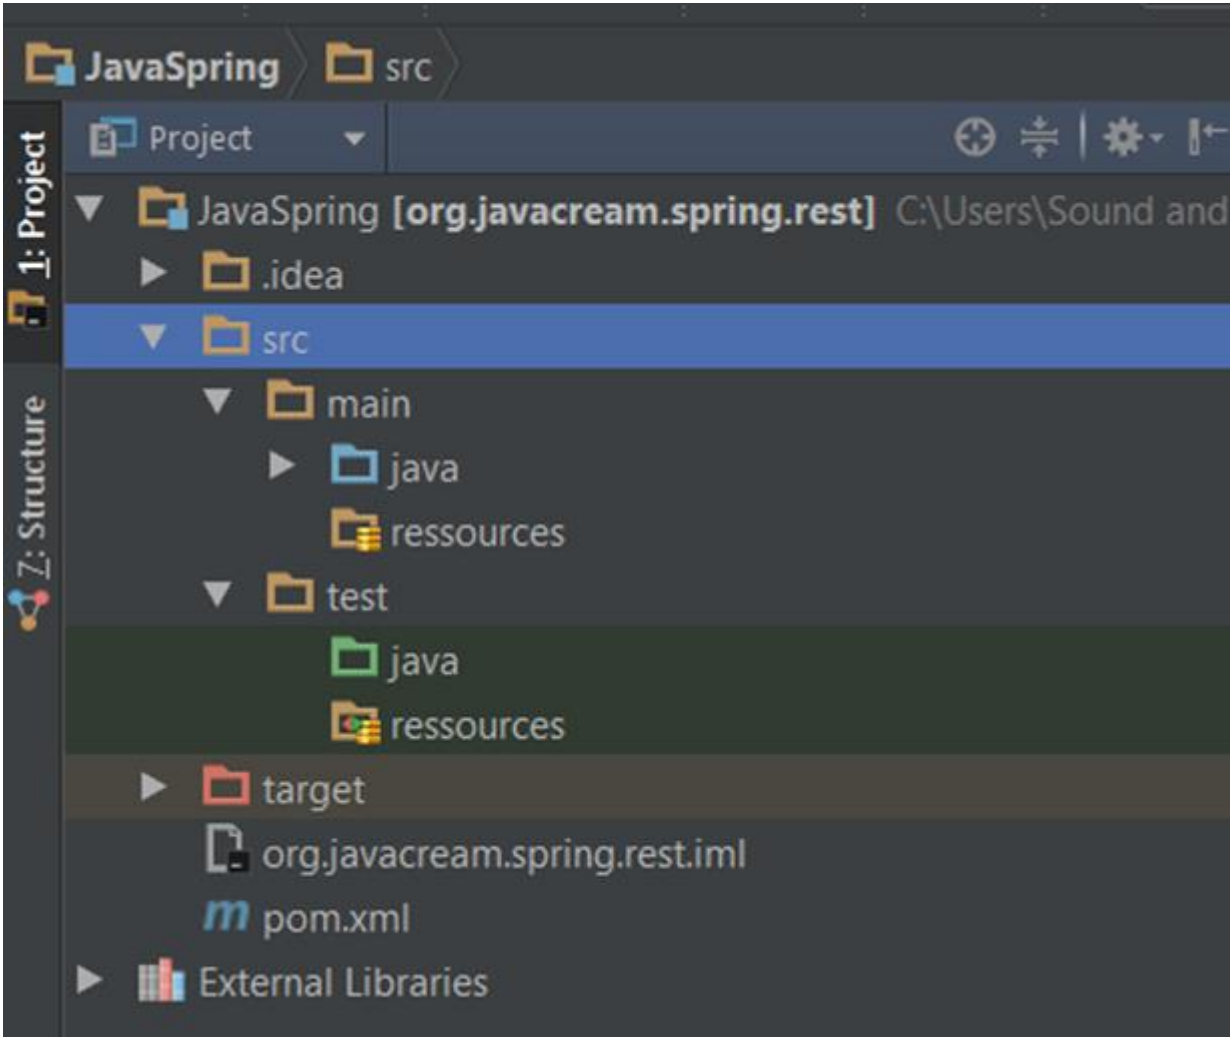 JavaSpring src
1: Project
Project
JavaSpring [org.javacream.spring.rest] C:\Users\Sound and
.idea
src
main
java
ressources
test
java
ressources
target
org.javacream.spring.rest.iml
pom.xml
External Libraries
7: Structure